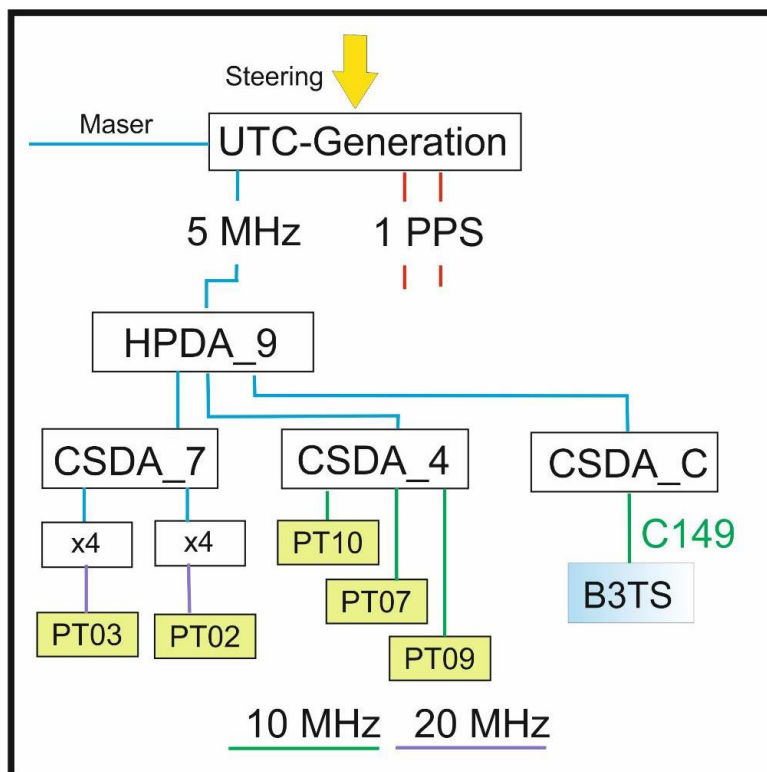 Steering
Maser
UTC-Generation
5 MHz
1 PPS
HPDA_9
CSDA_7
CSDA_4
CSDA_C
x4
x4
PT10
C149
PT07
B3TS
PT03
PT02
PT09
10 MHz
20 MHz